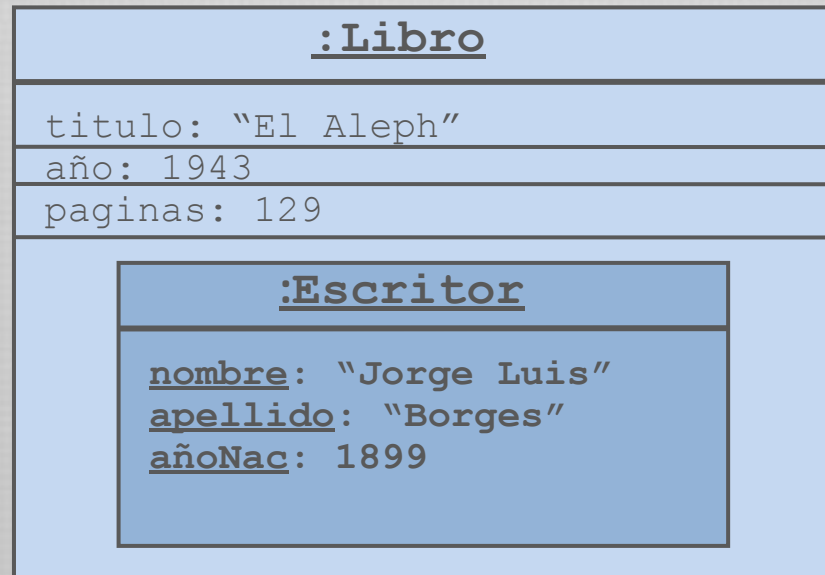 :Libro
titulo: “El Aleph”
año: 1943
paginas: 129
:Escritor
nombre: “Jorge Luis”
apellido: “Borges”
añoNac: 1899